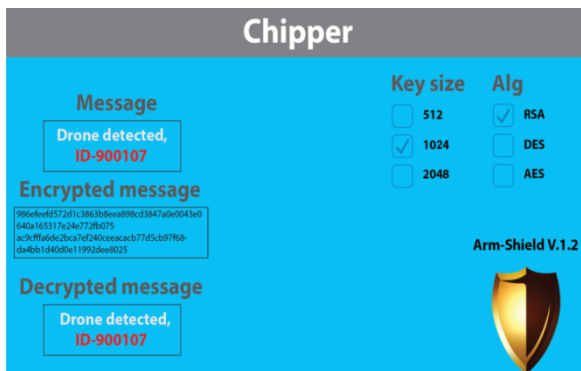 Chipper
Message
Drone detected,
ID-900107
Encrypted message
986efeefd572d1c3863b8eea898cd3847a0e0043e0
640a165317e24e772fb075
ac9cfffa6de2bca7ef240ceeacacb77d5cb97f68-
da4bb1d40d0e11992dee8025
Decrypted message
Drone detected,
ID-900107
Key size
512
1024
2048
Alg
RSA
DES
AES
Arm-Shield V.1.2